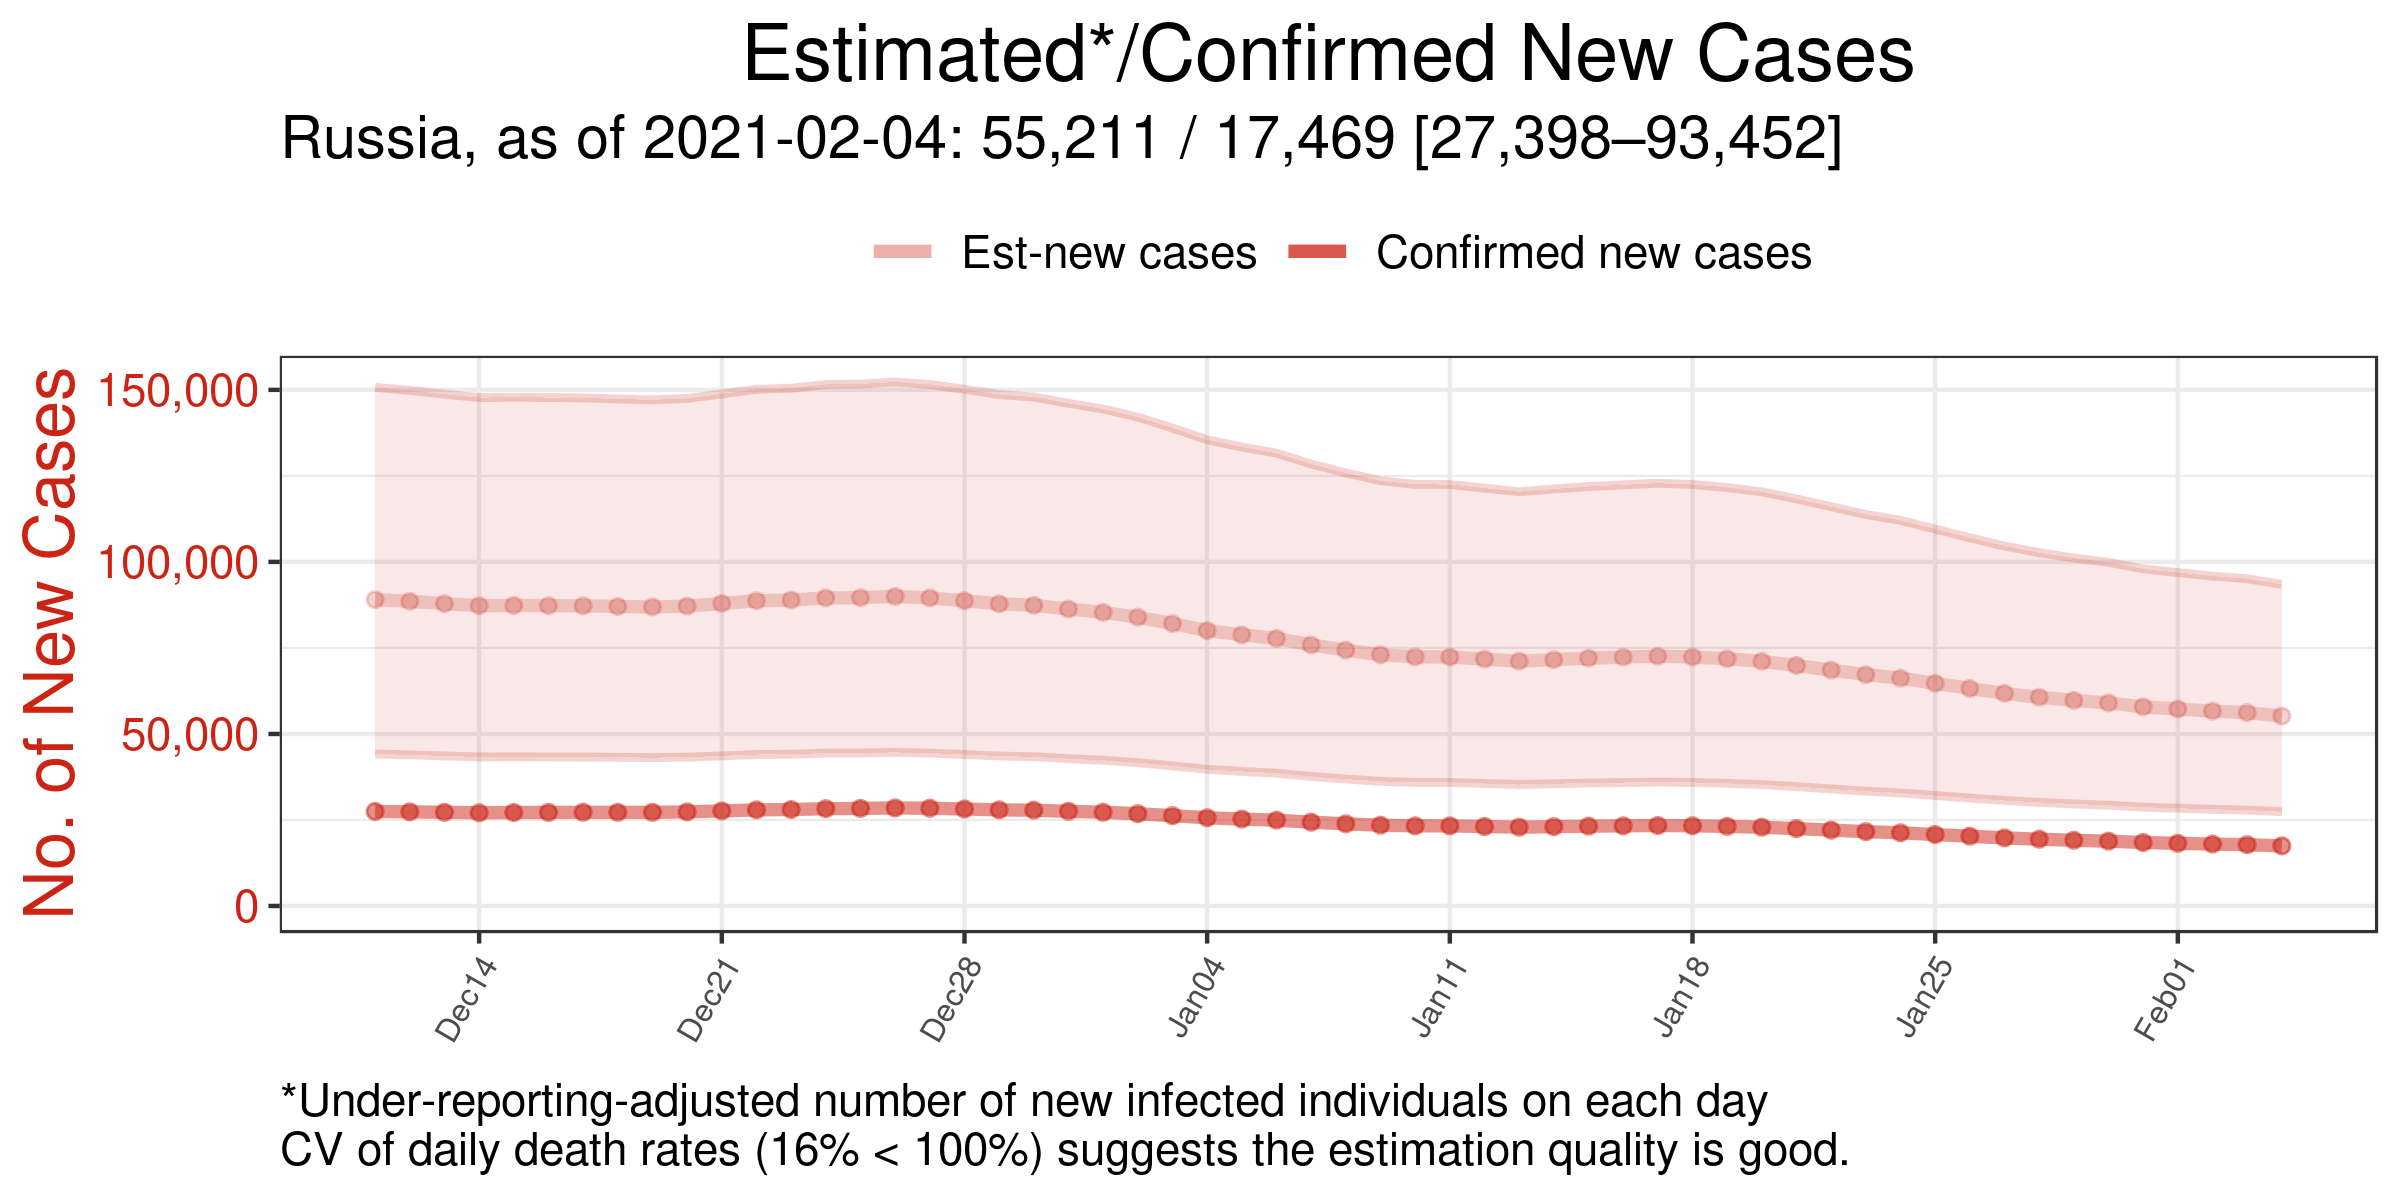 Estimated*/Confirmed New Cases
Russia, as of 2021-02-04: 55,211 / 17,469 [27,398–93,452]
Est-new cases
Confirmed new cases
No. of New Cases
150,000
100,000
50,000
0
Dec14
Dec21
Dec28
Jan04
Jan11
Jan18
Jan25
Feb01
*Under-reporting-adjusted number of new infected individuals on each day
CV of daily death rates (16% < 100%) suggests the estimation quality is good.